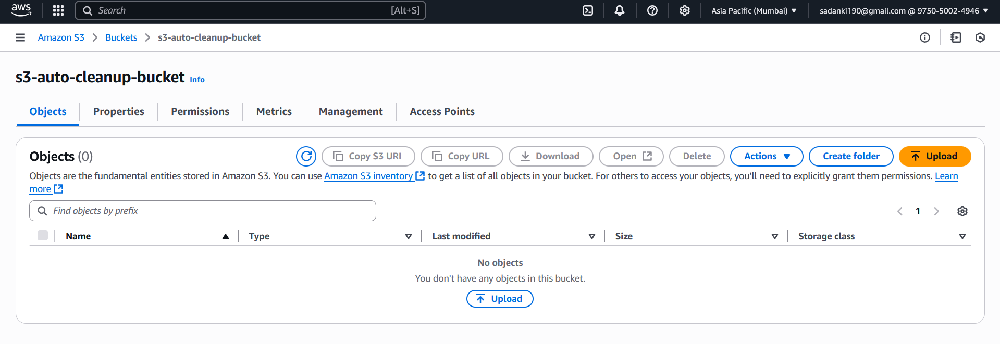 aws
Search [Alt+S] Asia Pacific (Mumbai) sadanki190@gmail.com @ 9750-5002-4946
Amazon S3 Buckets s3-auto-cleanup-bucket
s3-auto-cleanup-bucket Info
Objects Properties Permissions Metrics Management Access Points
Objects (0) Copy S3 URI Copy URL Download Open Delete Actions Create folder Upload
Objects are the fundamental entities stored in Amazon S3. You can use Amazon S3 inventory to get a list of all objects in your bucket. For others to access your objects, you’ll need to explicitly grant them permissions. Learn
more
Find objects by prefix 1
Name Type Last modified Size Storage class
No objects
You don't have any objects in this bucket.
Upload